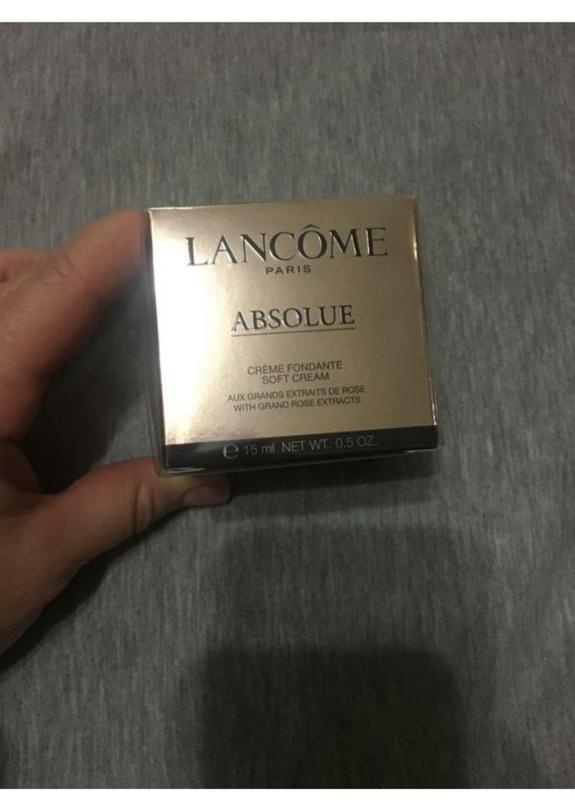 LANCÔME
PARIS
ABSOLUE
CRÈME FONDANTE
SOFT CREAM
AUX GRANDS EXTRAITS DE ROSE
WITH GRAND ROSE EXTRACTS
℮ 15 ml NET WT. 0.5 OZ.